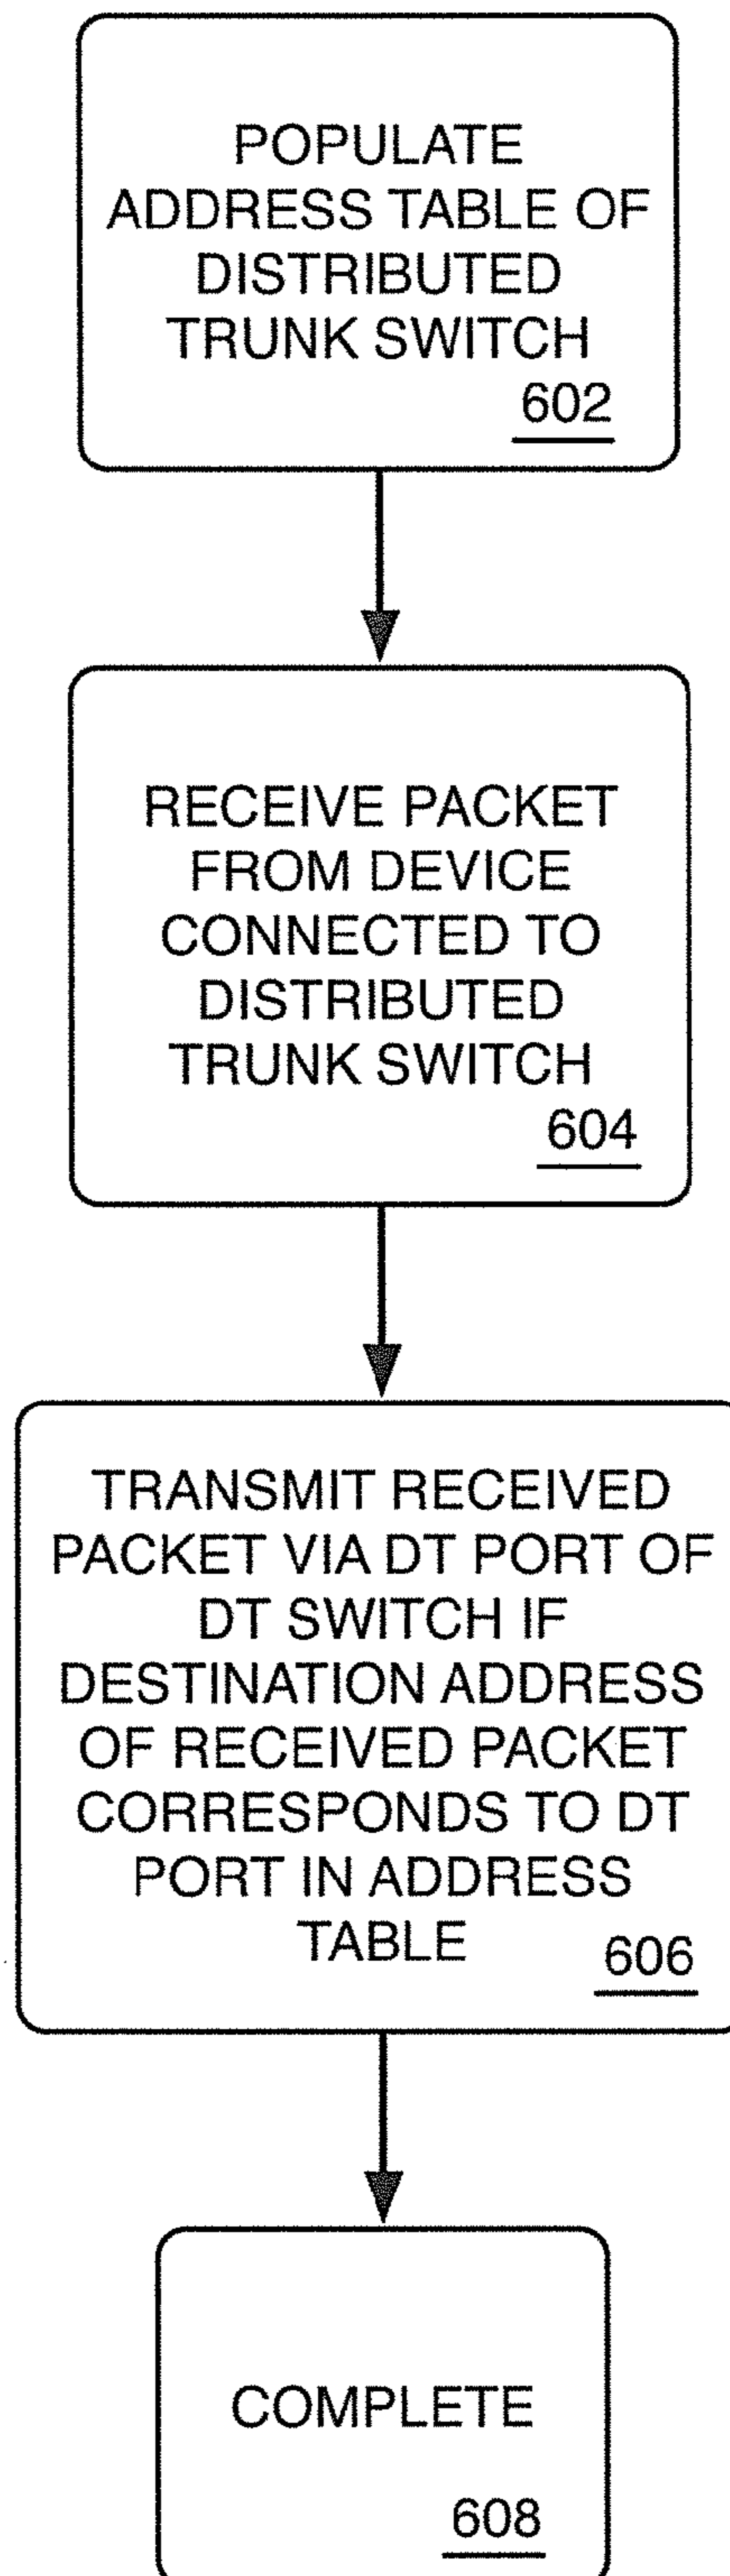 POPULATE
ADDRESS TABLE OF
DISTRIBUTED
TRUNK SWITCH
602
RECEIVE PACKET
FROM DEVICE
CONNECTED TO
DISTRIBUTED
TRUNK SWITCH
604
TRANSMIT RECEIVED
PACKET VIA DT PORT OF
DT SWITCH IF
DESTINATION ADDRESS
OF RECEIVED PACKET
CORRESPONDS TO DT
PORT IN ADDRESS
TABLE
606
COMPLETE
608